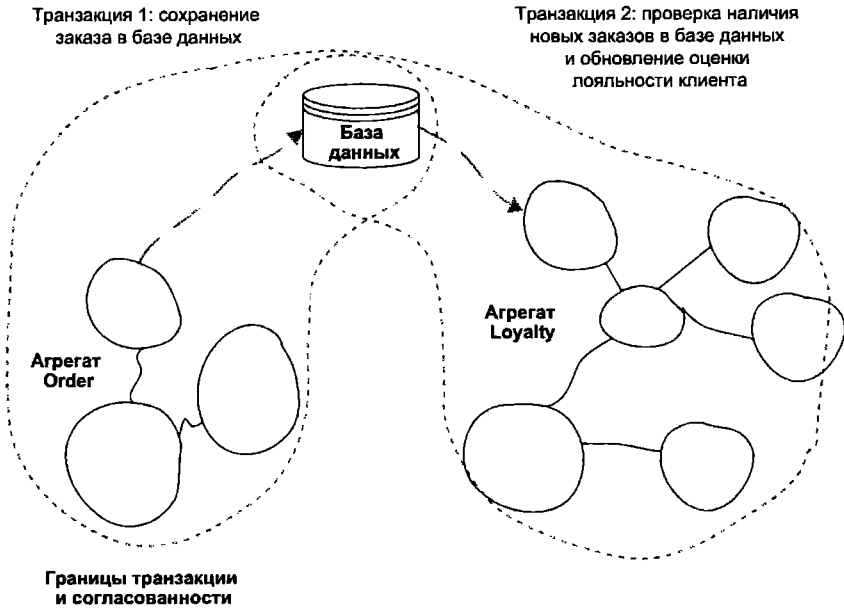 Транзакция 1: сохранение
заказа в базе данных
Транзакция 2: проверка наличия
новых заказов в базе данных
и обновление оценки
лояльности клиента
База
данных
Агрегат
Order
Агрегат
Loyalty
Границы транзакции
и согласованности